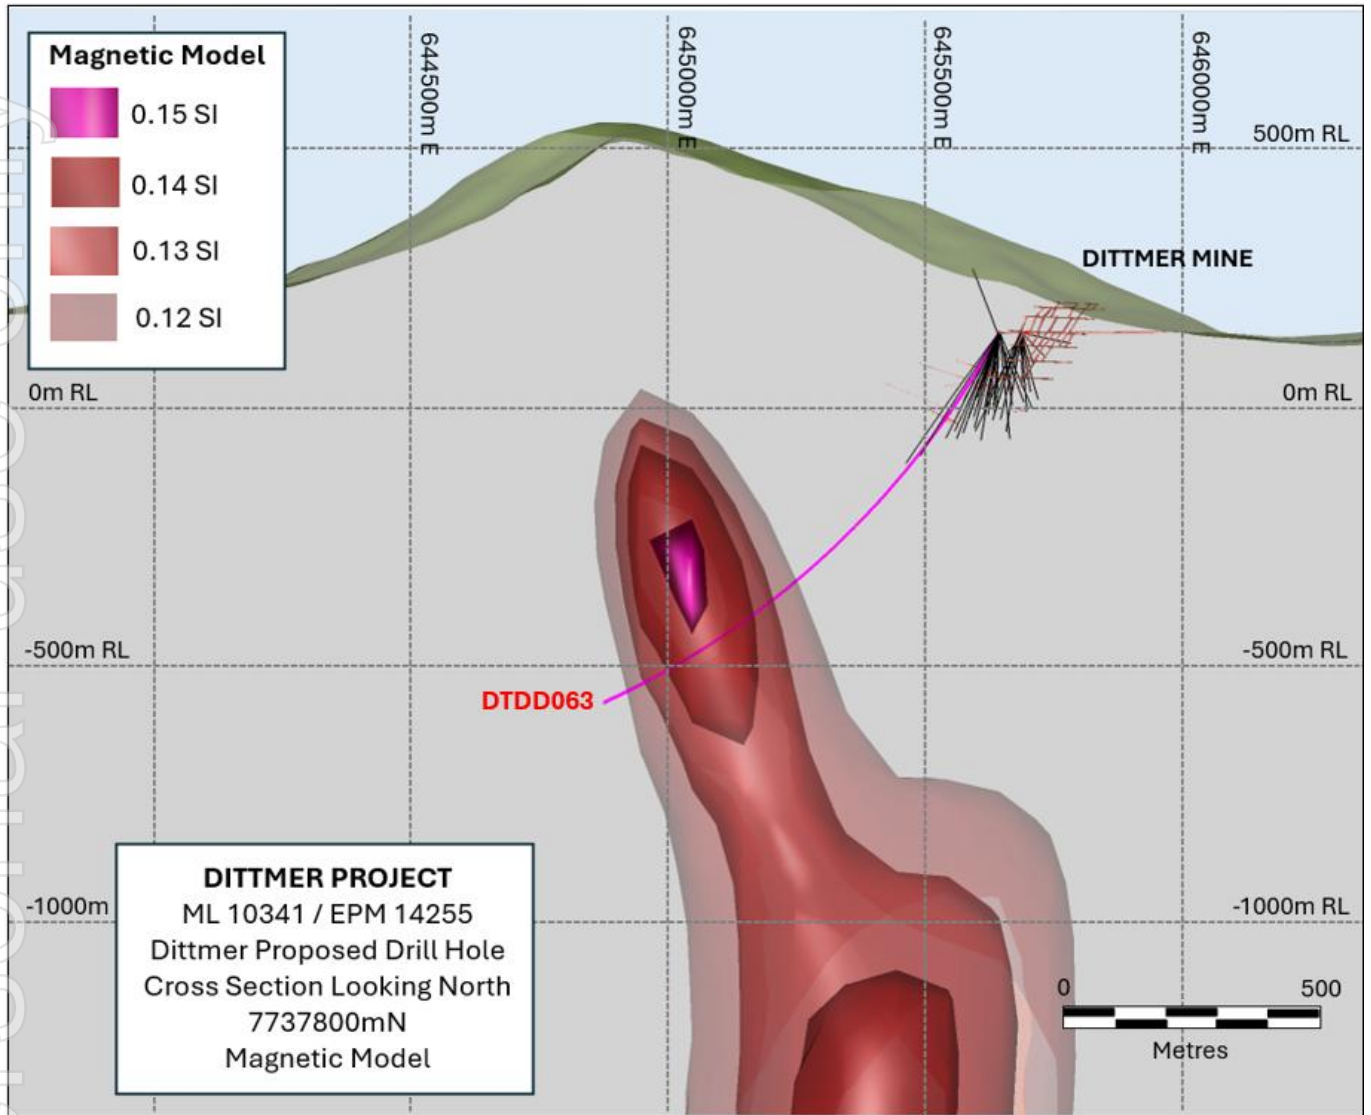 Magnetic Model
0.15 SI
0.14 SI
0.13 SI
0.12 SI
644500m E
645000m E
645500m E
646000m E
500m RL
DITTMER MINE
0m RL
0m RL
-500m RL
-500m RL
DTDD063
-1000m
-1000m RL
DITTMER PROJECT
ML 10341 / EPM 14255
Dittmer Proposed Drill Hole
Cross Section Looking North
7737800mN
Magnetic Model
0
500
Metres